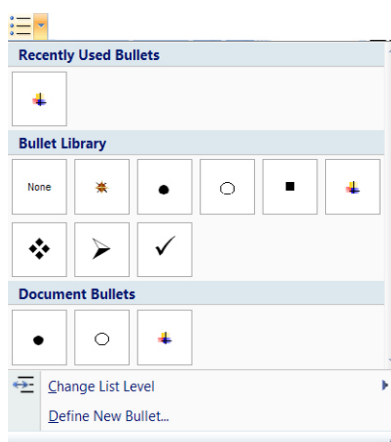 Recently Used Bullets
Bullet Library
None
Document Bullets
Change List Level
Define New Bullet...